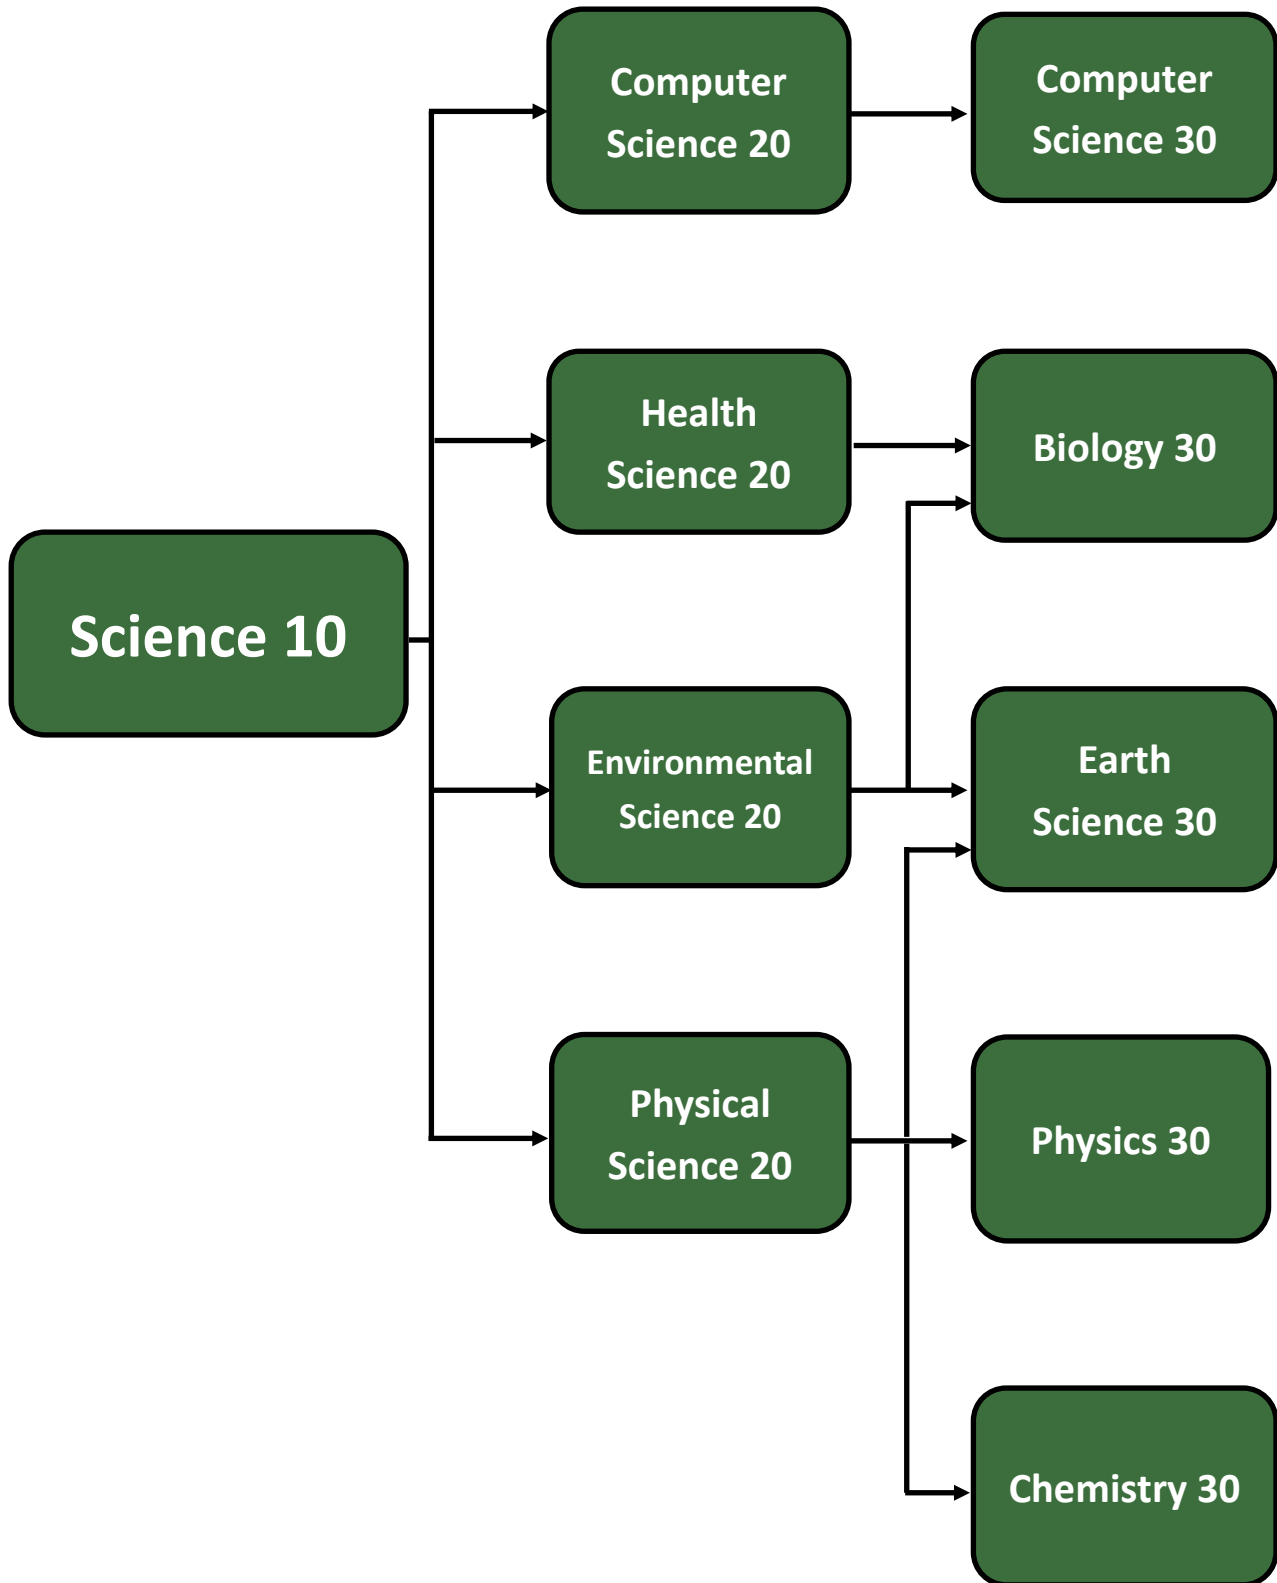 Computer
Science 20
Computer
Science 30
Health
Science 20
Biology 30
Science 10
Environmental
Science 20
Earth
Science 30
Physical
Science 20
Physics 30
Chemistry 30